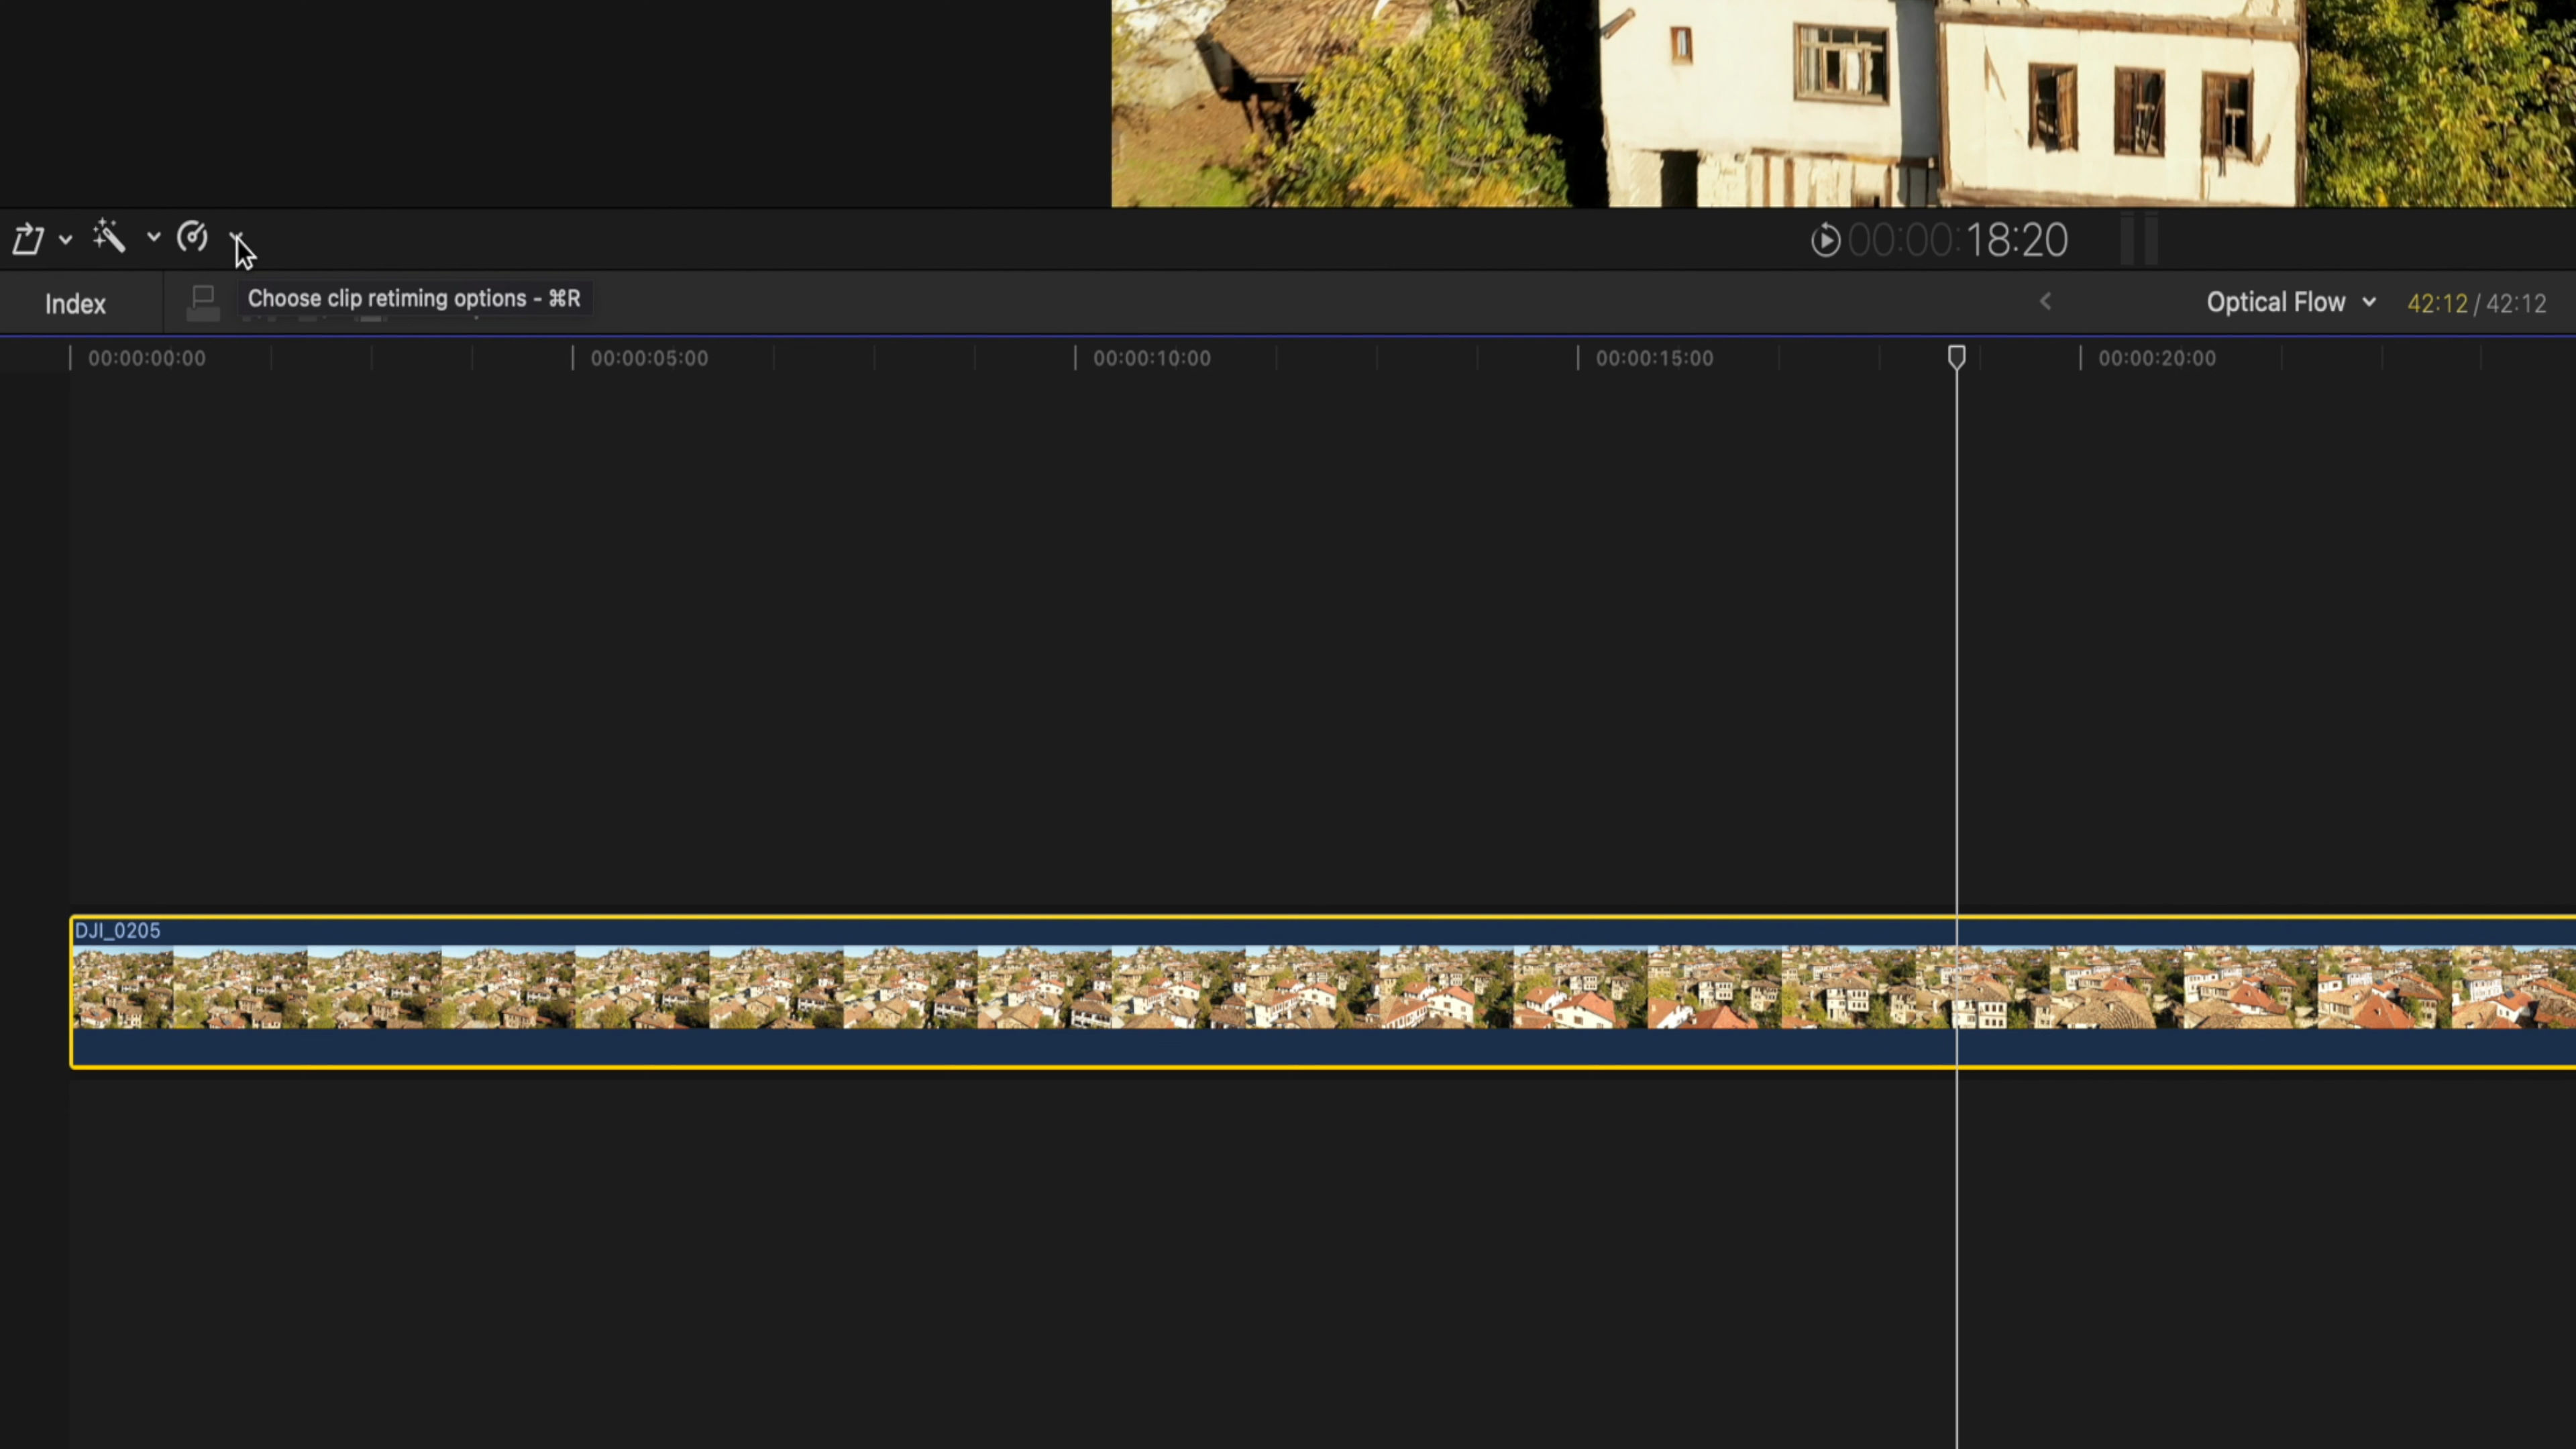 00:00:18:20
Index
Choose clip retiming options - ⌘R
Optical Flow
42:12 / 42:12
00:00:00:00
00:00:05:00
00:00:10:00
00:00:15:00
00:00:20:00
DJI_0205